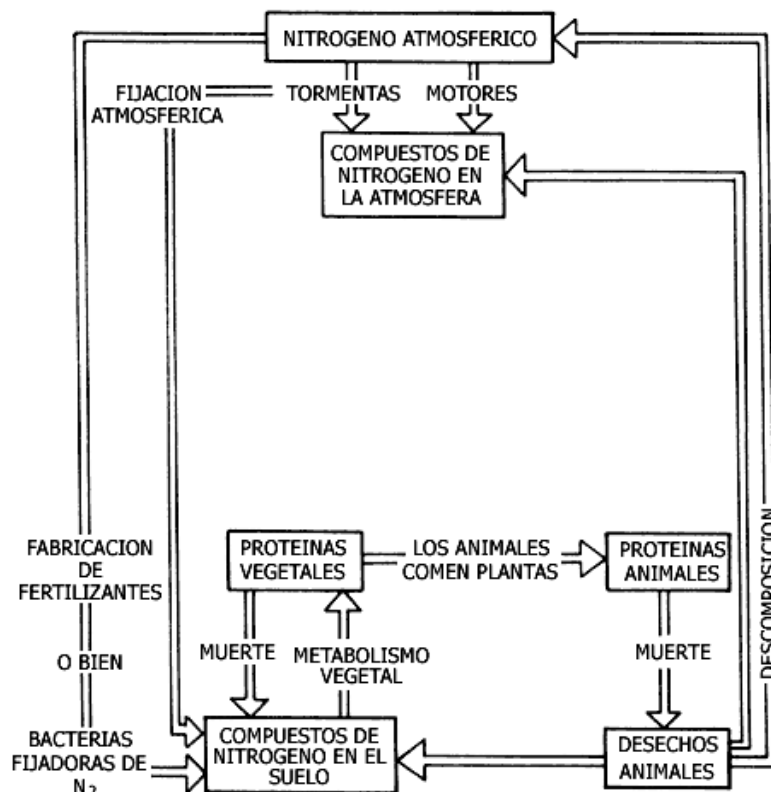 NITROGENO ATMOSFERICO
FIJACION
ATMOSFERICA
TORMENTAS
MOTORES
COMPUESTOS DE
NITROGENO EN
LA ATMOSFERA
FABRICACION
DE
FERTILIZANTES
O BIEN
BACTERIAS
FIJADORAS DE
N₂
PROTEINAS
VEGETALES
LOS ANIMALES
COMEN PLANTAS
PROTEINAS
ANIMALES
MUERTE
METABOLISMO
VEGETAL
MUERTE
DESCOMPOSICION
COMPUESTOS DE
NITROGENO EN EL
SUELO
DESECHOS
ANIMALES